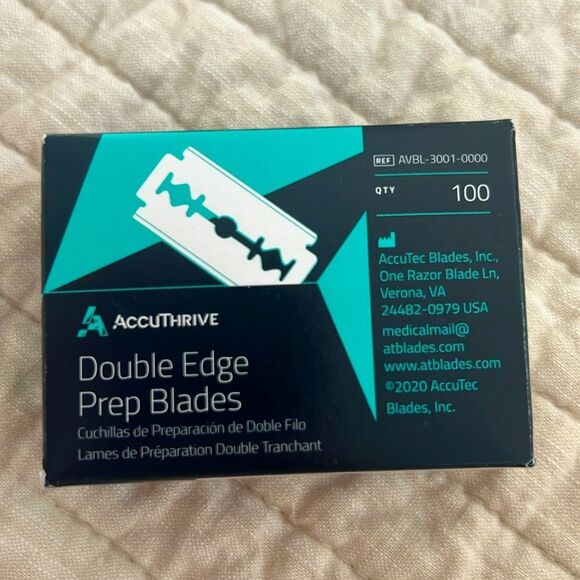 REF AVBL-3001-0000
QTY 100
AccuTec Blades, Inc.,
One Razor Blade Ln,
Verona, VA
24482-0979 USA
medicalmail@
atblades.com
www.atblades.com
©2020 AccuTec
Blades, Inc.
ACCUTHRIVE
Double Edge
Prep Blades
Cuchillas de Preparación de Doble Filo
Lames de Préparation Double Tranchant